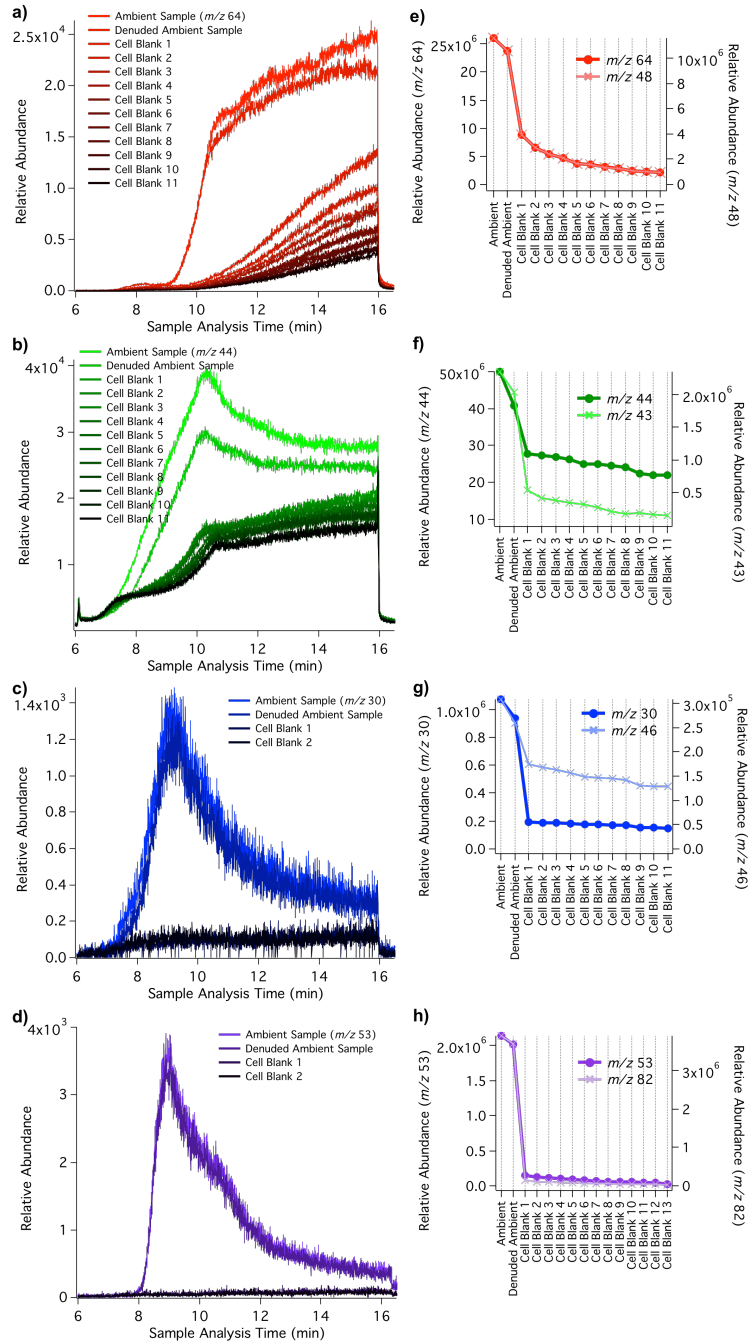 a)
Ambient Sample (m/z 64)
Denuded Ambient Sample
Cell Blank 1
Cell Blank 2
Cell Blank 3
Cell Blank 4
Cell Blank 5
Cell Blank 6
Cell Blank 7
Cell Blank 8
Cell Blank 9
Cell Blank 10
Cell Blank 11
2.5x10⁴
2.0
1.5
1.0
0.5
0.0
Relative Abundance
6 8 10 12 14 16
Sample Analysis Time (min)
e)
m/z 64
m/z 48
25x10⁶
20
15
10
5
0
Relative Abundance (m/z 64)
10x10⁶
8
6
4
2
0
Relative Abundance (m/z 48)
Ambient
Denuded Ambient
Cell Blank 1
Cell Blank 2
Cell Blank 3
Cell Blank 4
Cell Blank 5
Cell Blank 6
Cell Blank 7
Cell Blank 8
Cell Blank 9
Cell Blank 10
Cell Blank 11
b)
Ambient Sample (m/z 44)
Denuded Ambient Sample
Cell Blank 1
Cell Blank 2
Cell Blank 3
Cell Blank 4
Cell Blank 5
Cell Blank 6
Cell Blank 7
Cell Blank 8
Cell Blank 9
Cell Blank 10
Cell Blank 11
4x10⁴
3
2
1
Relative Abundance
6 8 10 12 14 16
Sample Analysis Time (min)
f)
m/z 44
m/z 43
50x10⁶
40
30
20
10
Relative Abundance (m/z 44)
2.0x10⁶
1.5
1.0
0.5
Relative Abundance (m/z 43)
Ambient
Denuded Ambient
Cell Blank 1
Cell Blank 2
Cell Blank 3
Cell Blank 4
Cell Blank 5
Cell Blank 6
Cell Blank 7
Cell Blank 8
Cell Blank 9
Cell Blank 10
Cell Blank 11
c)
Ambient Sample (m/z 30)
Denuded Ambient Sample
Cell Blank 1
Cell Blank 2
1.4x10³
1.2
1.0
0.8
0.6
0.4
0.2
0.0
Relative Abundance
6 8 10 12 14 16
Sample Analysis Time (min)
g)
m/z 30
m/z 46
1.0x10⁶
0.8
0.6
0.4
0.2
0.0
Relative Abundance (m/z 30)
3.0x10⁵
2.5
2.0
1.5
1.0
0.5
0.0
Relative Abundance (m/z 46)
Ambient
Denuded Ambient
Cell Blank 1
Cell Blank 2
Cell Blank 3
Cell Blank 4
Cell Blank 5
Cell Blank 6
Cell Blank 7
Cell Blank 8
Cell Blank 9
Cell Blank 10
Cell Blank 11
d)
Ambient Sample (m/z 53)
Denuded Ambient Sample
Cell Blank 1
Cell Blank 2
4x10³
3
2
1
0
Relative Abundance
6 8 10 12 14 16
Sample Analysis Time (min)
h)
m/z 53
m/z 82
2.0x10⁶
1.5
1.0
0.5
0.0
Relative Abundance (m/z 53)
3x10⁶
2
1
0
Relative Abundance (m/z 82)
Ambient
Denuded Ambient
Cell Blank 1
Cell Blank 2
Cell Blank 3
Cell Blank 4
Cell Blank 5
Cell Blank 6
Cell Blank 7
Cell Blank 8
Cell Blank 9
Cell Blank 10
Cell Blank 11
Cell Blank 12
Cell Blank 13